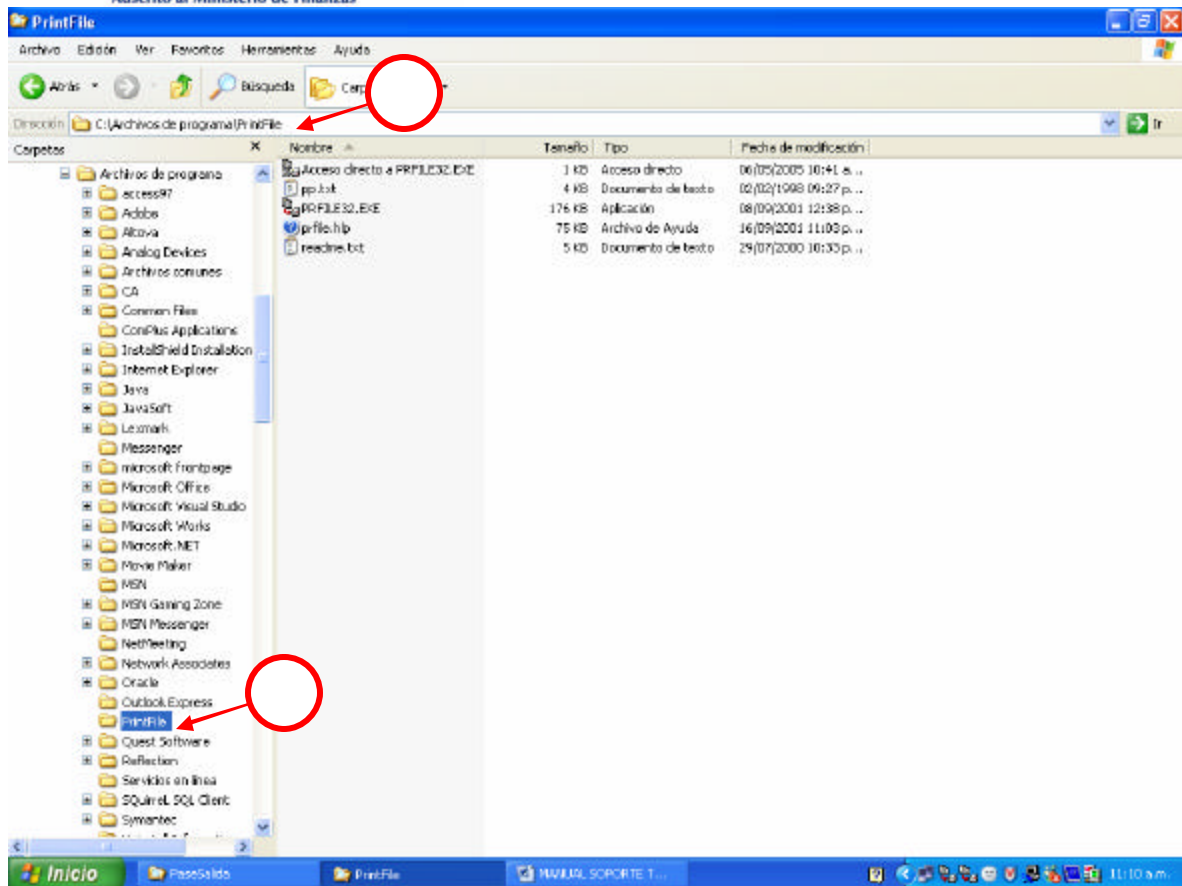 Adscrito al Ministerio de Finanzas
PrintFile
Archivo Edición Ver Favoritos Herramientas Ayuda
Atrás Búsqueda Carp
Dirección C:\Archivos de programa\PrintFile Ir
Carpetas X Nombre Tamaño Tipo Fecha de modificación
Archivos de programa
access97
Adobe
Altova
Analog Devices
Archivos comunes
CA
Common Files
ComPlus Applications
InstallShield Installation
Internet Explorer
Java
JavaSoft
Lexmark
Messenger
microsoft frontpage
Microsoft Office
Microsoft Visual Studio
Microsoft Works
Microsoft.NET
Movie Maker
MSN
MSN Gaming Zone
MSN Messenger
NetMeeting
Network Associates
Oracle
Outlook Express
PrintFile
Quest Software
Reflection
Servicios en línea
SQuirreL SQL Client
Symantec
Acceso directo a PRFILE32.EXE 1 KB Acceso directo 06/05/2005 10:41 a...
pp.txt 4 KB Documento de texto 02/02/1998 09:27 p...
PRFILE32.EXE 176 KB Aplicación 08/09/2001 12:38 p...
prfile.hlp 75 KB Archivo de Ayuda 16/09/2001 11:03 p...
readme.txt 5 KB Documento de texto 29/07/2000 10:33 p...
Inicio PaseSalida PrintFile MANUAL SOPORTE T... 11:10 a.m.